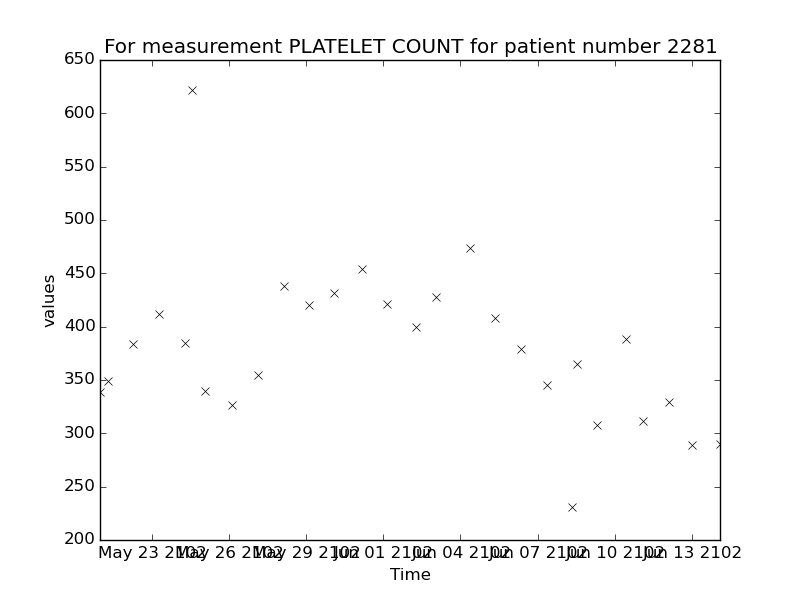 For measurement PLATELET COUNT for patient number 2281
650
600
550
500
450
400
350
300
250
200
values
May 23 2102 May 26 2102 May 29 2102 Jun 01 2102 Jun 04 2102 Jun 07 2102 Jun 10 2102 Jun 13 2102
Time